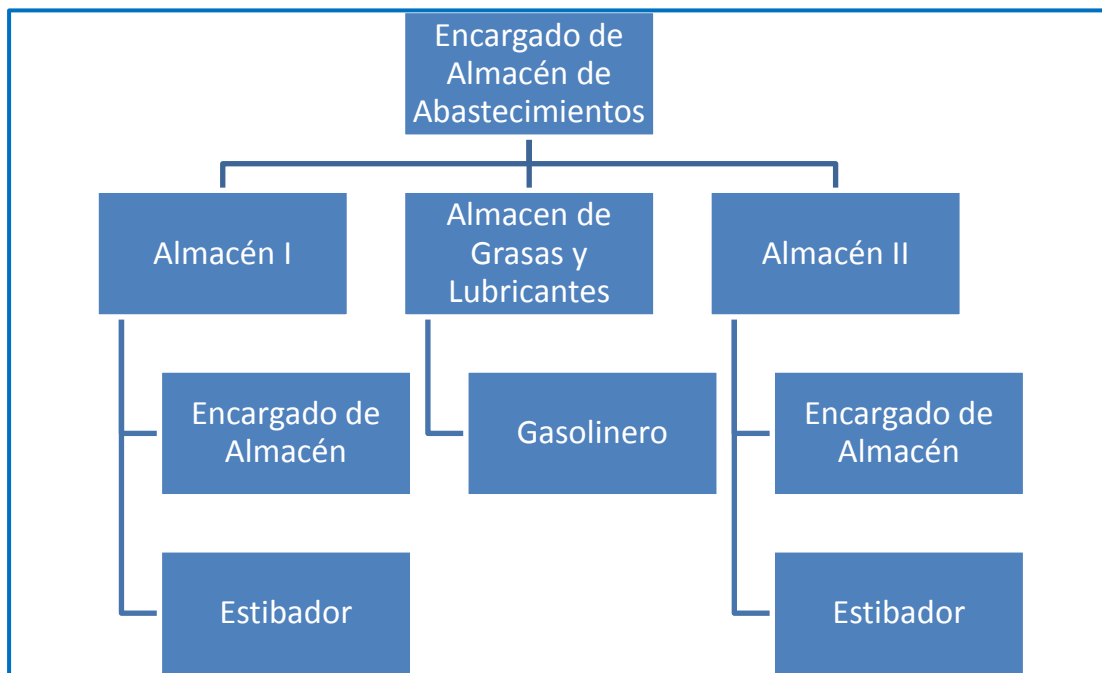 Encargado de
Almacén de
Abastecimientos
Almacén I
Almacen de
Grasas y
Lubricantes
Almacén II
Encargado de
Almacén
Gasolinero
Encargado de
Almacén
Estibador
Estibador